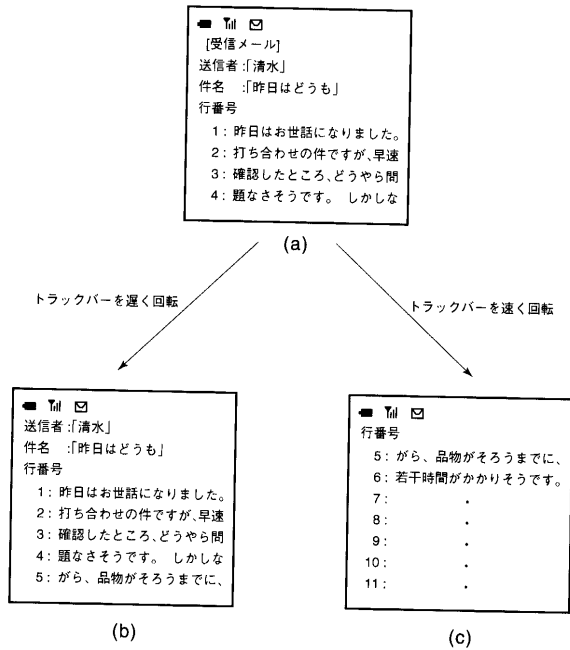 [受信メール]
送信者:「清水」
件名 :「昨日はどうも」
行番号
1: 昨日はお世話になりました。
2: 打ち合わせの件ですが、早速
3: 確認したところ、どうやら問
4: 題なさそうです。 しかしな
(a)
トラックバーを遅く回転
トラックバーを速く回転
送信者:「清水」
件名 :「昨日はどうも」
行番号
1: 昨日はお世話になりました。
2: 打ち合わせの件ですが、早速
3: 確認したところ、どうやら問
4: 題なさそうです。 しかしな
5: がら、品物がそろうまでに、
(b)
行番号
5: がら、品物がそろうまでに、
6: 若干時間がかかりそうです。
7: ・
8: ・
9: ・
10: ・
11: ・
(c)